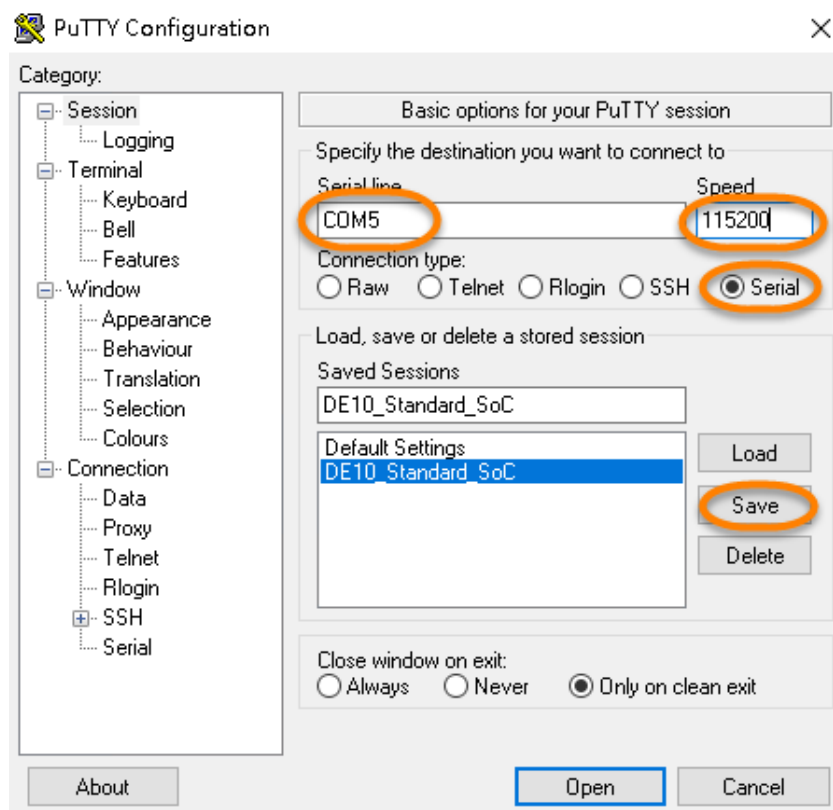 PuTTY Configuration
Category:
Session
Logging
Terminal
Keyboard
Bell
Features
Window
Appearance
Behaviour
Translation
Selection
Colours
Connection
Data
Proxy
Telnet
Rlogin
SSH
Serial
Basic options for your PuTTY session
Specify the destination you want to connect to
Serial line Speed
COM5 115200
Connection type:
Raw Telnet Rlogin SSH Serial
Load, save or delete a stored session
Saved Sessions
DE10_Standard_SoC
Default Settings
DE10_Standard_SoC
Load
Save
Delete
Close window on exit:
Always Never Only on clean exit
About Open Cancel